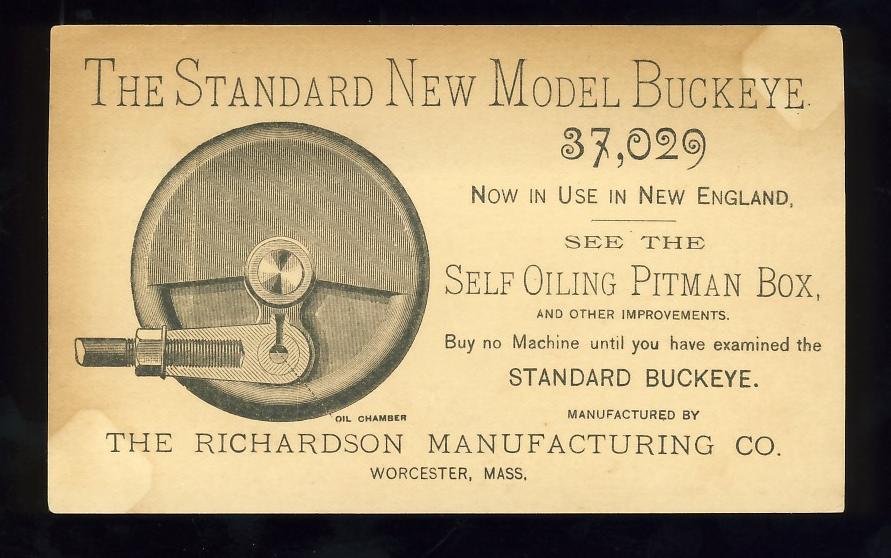 THE STANDARD NEW MODEL BUCKEYE.
37,029
NOW IN USE IN NEW ENGLAND,
SEE THE
SELF OILING PITMAN BOX,
AND OTHER IMPROVEMENTS.
Buy no Machine until you have examined the
STANDARD BUCKEYE.
OIL CHAMBER
MANUFACTURED BY
THE RICHARDSON MANUFACTURING CO.
WORCESTER, MASS,